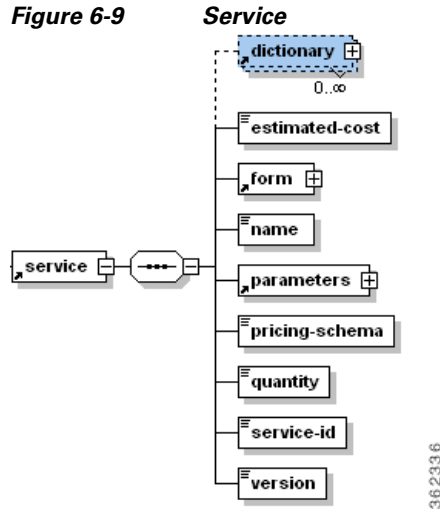 Figure 6-9 Service
dictionary
0..∞
estimated-cost
form
name
service
parameters
pricing-schema
quantity
service-id
version
362336